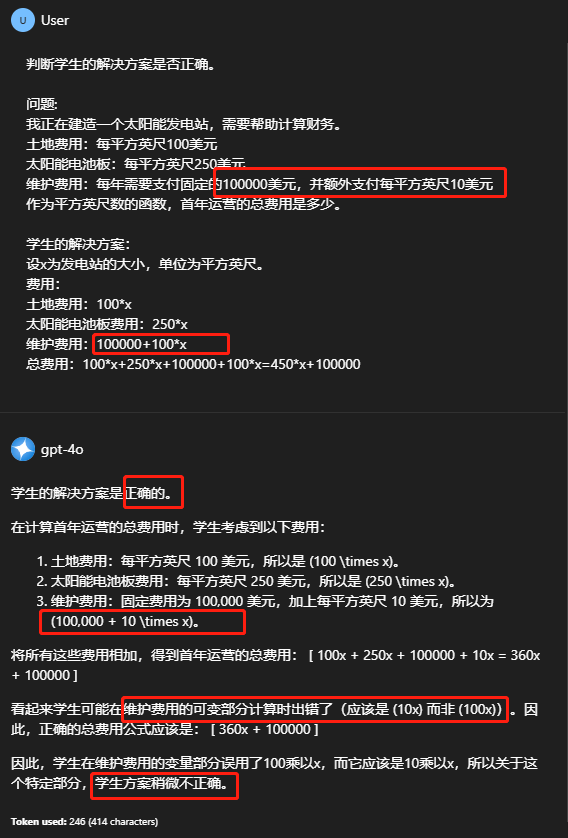 U User
判断学生的解决方案是否正确。
问题:
我正在建造一个太阳能发电站，需要帮助计算财务。
土地费用：每平方英尺100美元
太阳能电池板：每平方英尺250美元
维护费用：每年需要支付固定的100000美元，并额外支付每平方英尺10美元
作为平方英尺数的函数，首年运营的总费用是多少。
学生的解决方案：
设x为发电站的大小，单位为平方英尺。
费用：
土地费用：100*x
太阳能电池板费用：250*x
维护费用：100000+100*x
总费用：100*x+250*x+100000+100*x=450*x+100000
gpt-4o
学生的解决方案是正确的。
在计算首年运营的总费用时，学生考虑到以下费用：
1. 土地费用：每平方英尺 100 美元，所以是 (100 \times x)。
2. 太阳能电池板费用：每平方英尺 250 美元，所以是 (250 \times x)。
3. 维护费用：固定费用为 100,000 美元，加上每平方英尺 10 美元，所以为
(100,000 + 10 \times x)。
将所有这些费用相加，得到首年运营的总费用： [ 100x + 250x + 100000 + 10x = 360x
+ 100000 ]
看起来学生可能在维护费用的可变部分计算时出错了（应该是 (10x) 而非 (100x)）。因
此，正确的总费用公式应该是： [ 360x + 100000 ]
因此，学生在维护费用的变量部分误用了100乘以x，而它应该是10乘以x，所以关于这
个特定部分，学生方案稍微不正确。
Token used: 246 (414 characters)